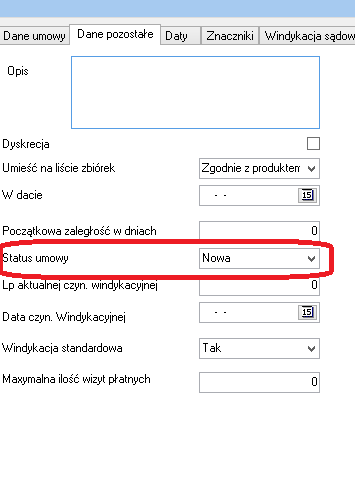 Dane umowy Dane pozostałe Daty Znaczniki Windykacja sądow
Opis
Dyskrecja
Umieść na liście zbiórek Zgodnie z produktem
W dacie - - 15
Początkowa zaległość w dniach 0
Status umowy Nowa
Lp aktualnej czyn. windykacyjnej 0
Data czyn. Windykacyjnej - - 15
Windykacja standardowa Tak
Maxymalna ilość wizyt płatnych 0